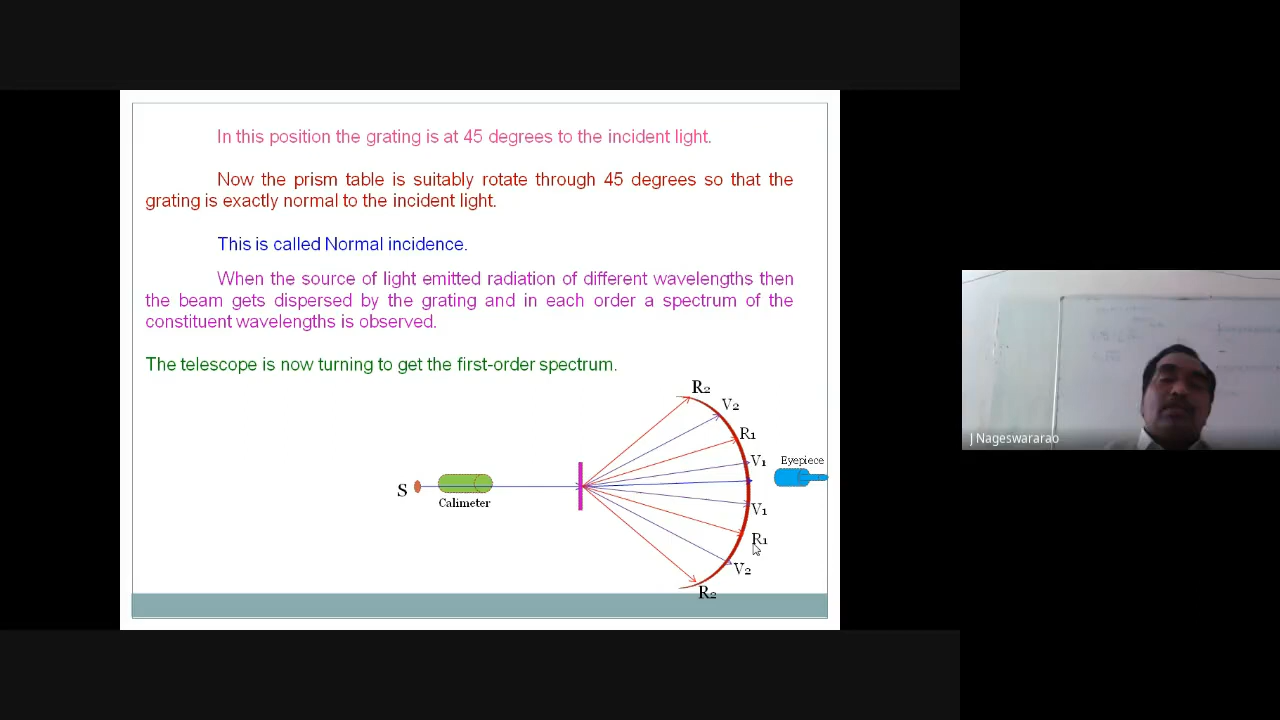 In this position the grating is at 45 degrees to the incident light.
Now the prism table is suitably rotate through 45 degrees so that the
grating is exactly normal to the incident light.
This is called Normal incidence.
When the source of light emitted radiation of different wavelengths then
the beam gets dispersed by the grating and in each order a spectrum of the
constituent wavelengths is observed.
The telescope is now turning to get the first-order spectrum.
R2
V2
R1
V1
Eyepiece
S
Calimeter
V1
R1
V2
R2
J Nageswararao